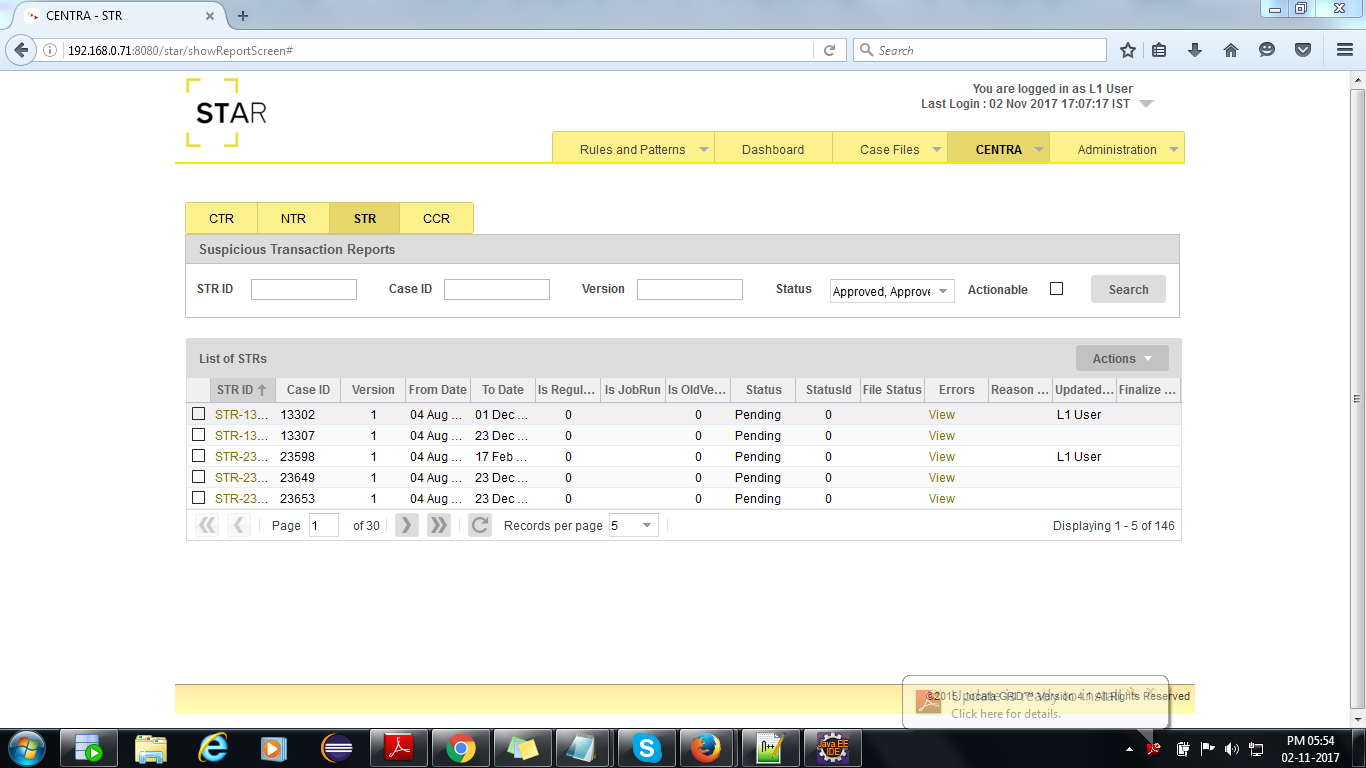 CENTRA - STR
192.168.0.71:8080/star/showReportScreen#
Search
STAR
You are logged in as L1 User
Last Login : 02 Nov 2017 17:07:17 IST
Rules and Patterns Dashboard Case Files CENTRA Administration
CTR NTR STR CCR
Suspicious Transaction Reports
STR ID Case ID Version Status Approved, Approve Actionable Search
List of STRs Actions
STR ID Case ID Version From Date To Date Is Regul... Is JobRun Is OldVe... Status StatusId File Status Errors Reason ... Updated... Finalize ...
STR-13... 13302 1 04 Aug ... 01 Dec ... 0 0 Pending 0 View L1 User
STR-13... 13307 1 04 Aug ... 23 Dec ... 0 0 Pending 0 View
STR-23... 23598 1 04 Aug ... 17 Feb ... 0 0 Pending 0 View L1 User
STR-23... 23649 1 04 Aug ... 23 Dec ... 0 0 Pending 0 View
STR-23... 23653 1 04 Aug ... 23 Dec ... 0 0 Pending 0 View
Page 1 of 30 Records per page 5 Displaying 1 - 5 of 146
©2015, Jocata GRID™ Version 4.1 All Rights Reserved
Update is ready to install
Click here for details.
Java EE
IDE
PM 05:54
02-11-2017